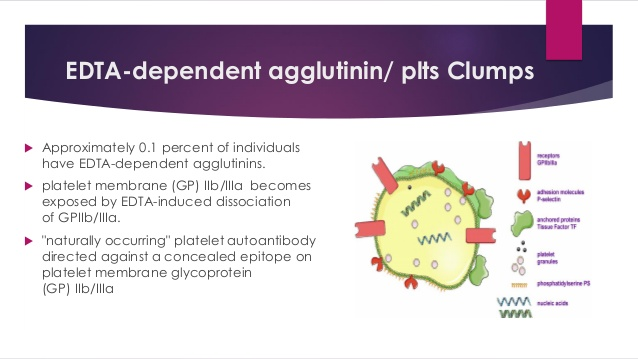 EDTA-dependent agglutinin/ plts Clumps
Approximately 0.1 percent of individuals
have EDTA-dependent agglutinins.
platelet membrane (GP) IIb/IIIa becomes
exposed by EDTA-induced dissociation
of GPIIb/IIIa.
"naturally occurring" platelet autoantibody
directed against a concealed epitope on
platelet membrane glycoprotein
(GP) IIb/IIIa
receptors
GPIIbIIIa
adhesion molecules
P-selectin
anchored proteins
Tissue Factor TF
platelet
granules
phosphatidylserine PS
nucleic acids